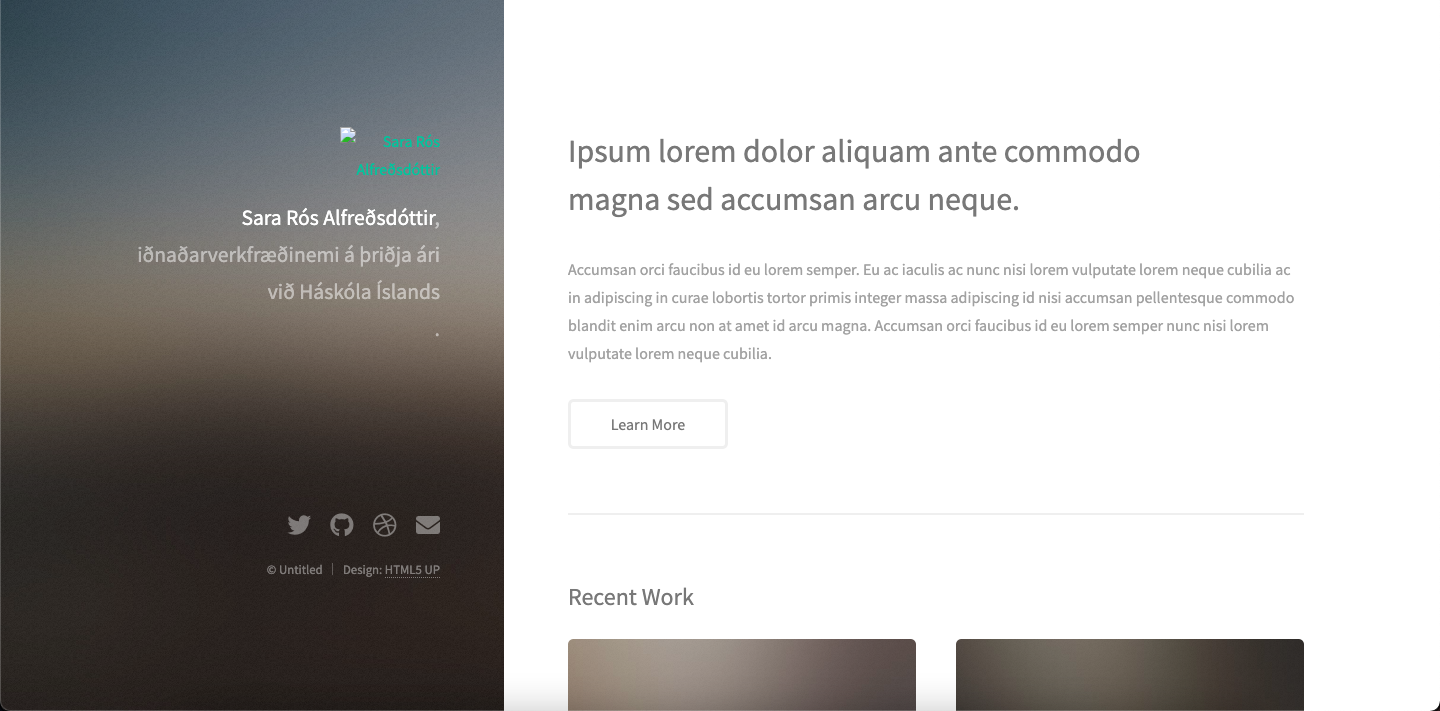 Sara Rós
Alfreðsdóttir
Sara Rós Alfreðsdóttir,
iðnaðarverkfræðinemi á þriðja ári
við Háskóla Íslands
.
© Untitled | Design: HTML5 UP
Ipsum lorem dolor aliquam ante commodo
magna sed accumsan arcu neque.
Accumsan orci faucibus id eu lorem semper. Eu ac iaculis ac nunc nisi lorem vulputate lorem neque cubilia ac
in adipiscing in curae lobortis tortor primis integer massa adipiscing id nisi accumsan pellentesque commodo
blandit enim arcu non at amet id arcu magna. Accumsan orci faucibus id eu lorem semper nunc nisi lorem
vulputate lorem neque cubilia.
Learn More
Recent Work